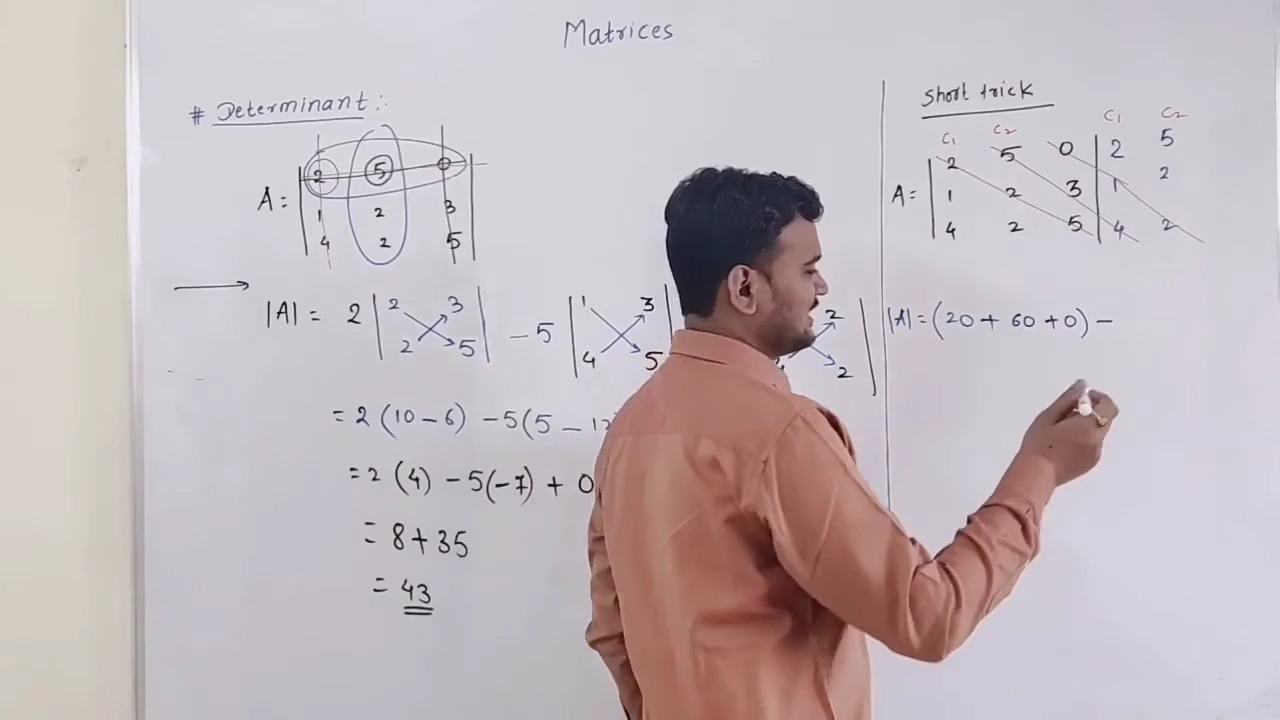 Matrices
# Determinant :-
2 5 0
A = 1 2 3
4 2 5
|A| = 2 | 2 3 | - 5 | 1 3 | 2 |
2 5 4 5 2
= 2 (10 - 6) - 5(5 - 12
= 2 (4) - 5(-7) + 0
= 8 + 35
= 43
Short trick
C1 C2 C1 C2
2 5 0 2 5
A = 1 2 3 1 2
4 2 5 4 2
|A| = (20 + 60 + 0) -